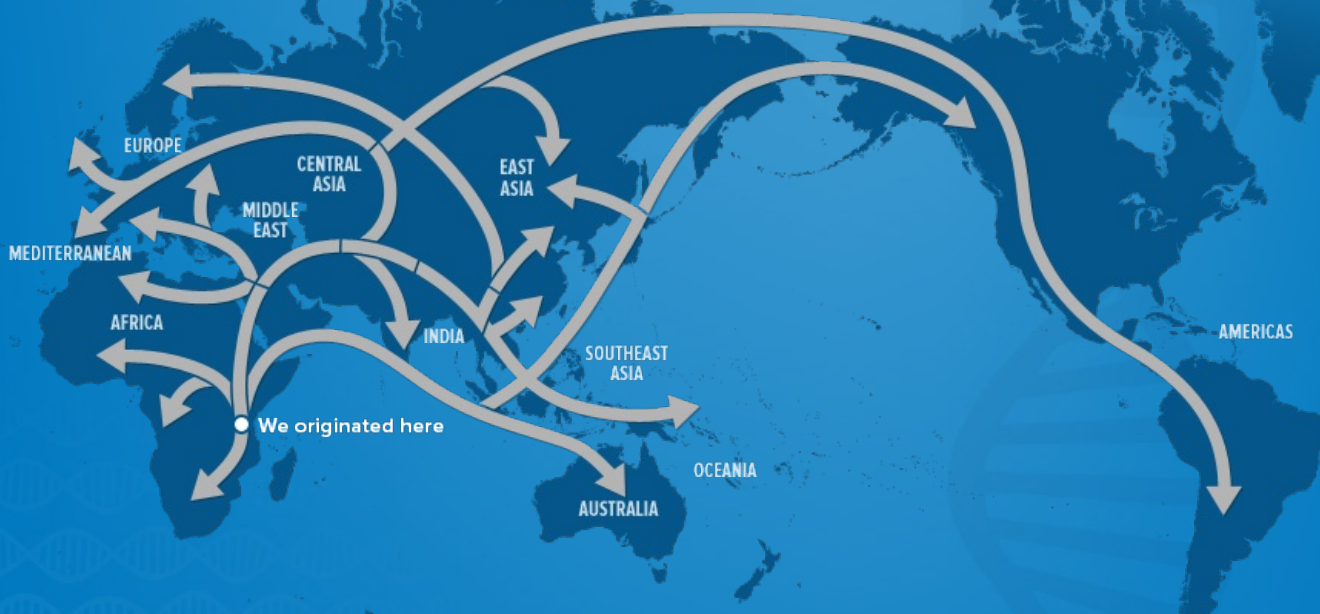 EUROPE
CENTRAL
ASIA
EAST
ASIA
MIDDLE
EAST
MEDITERRANEAN
AFRICA
INDIA
AMERICAS
SOUTHEAST
ASIA
We originated here
OCEANIA
AUSTRALIA